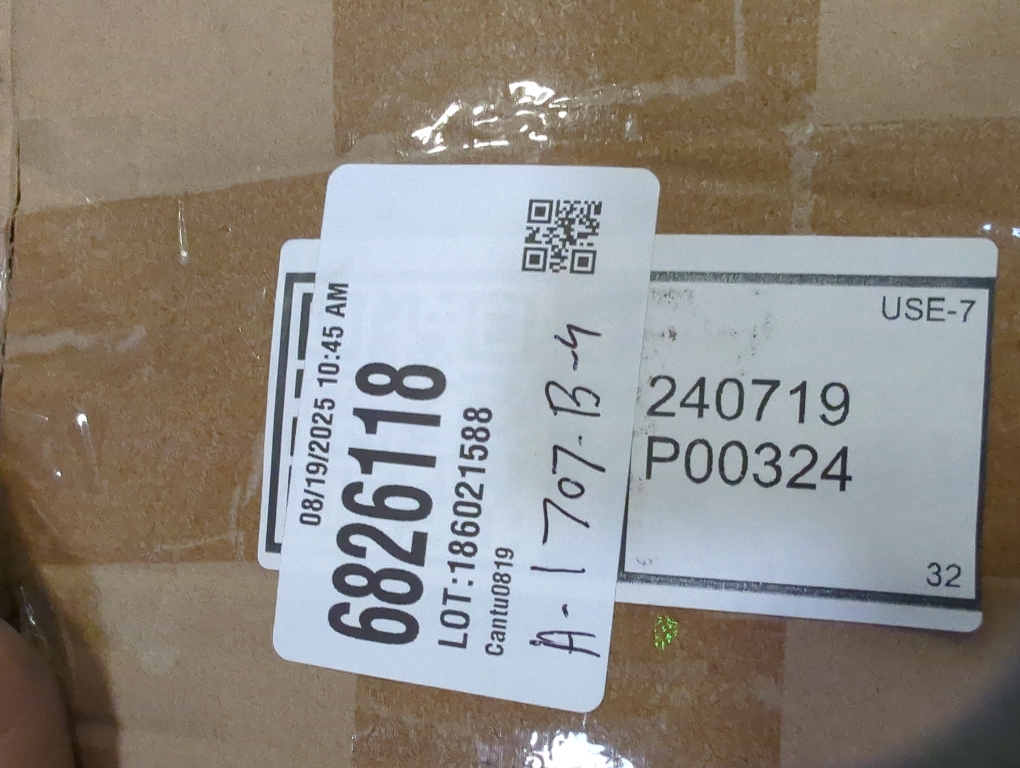 08/19/2025 10:45 AM
6826118
LOT:186021588
Cantu0819
A-1707-B-4
USE-7
240719
P00324
32